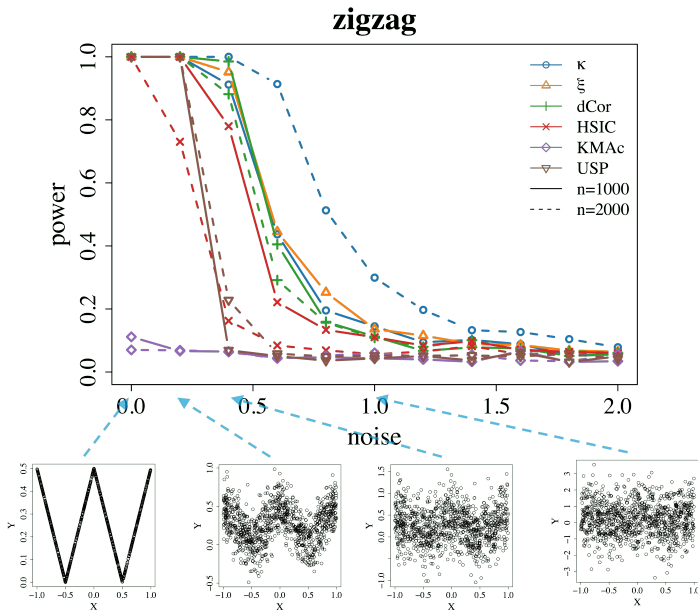 zigzag
power
1.0
0.8
0.6
0.4
0.2
0.0
κ
ξ
dCor
HSIC
KMAc
USP
n=1000
n=2000
0.0 0.5 1.0 1.5 2.0
noise
Y
0.5
0.4
0.3
0.2
0.1
0.0
-1.0 -0.5 0.0 0.5 1.0
X
Y
1.0
0.5
0.0
-0.5
-1.0 -0.5 0.0 0.5 1.0
X
Y
1.5
1.0
0.5
0.0
-1.0
-1.0 -0.5 0.0 0.5 1.0
X
Y
3
2
1
0
-1
-3
-1.0 -0.5 0.0 0.5 1.0
X